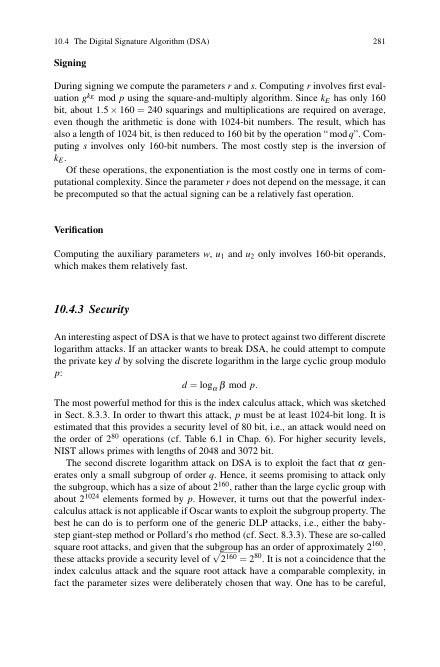 10.4 The Digital Signature Algorithm (DSA) 281
Signing
During signing we compute the parameters r and s. Computing r involves first eval-
uation g^{k_E} mod p using the square-and-multiply algorithm. Since k_E has only 160
bit, about 1.5 × 160 = 240 squarings and multiplications are required on average,
even though the arithmetic is done with 1024-bit numbers. The result, which has
also a length of 1024 bit, is then reduced to 160 bit by the operation “mod q”. Com-
puting s involves only 160-bit numbers. The most costly step is the inversion of
k_E.
Of these operations, the exponentiation is the most costly one in terms of com-
putational complexity. Since the parameter r does not depend on the message, it can
be precomputed so that the actual signing can be a relatively fast operation.
Verification
Computing the auxiliary parameters w, u_1 and u_2 only involves 160-bit operands,
which makes them relatively fast.
10.4.3 Security
An interesting aspect of DSA is that we have to protect against two different discrete
logarithm attacks. If an attacker wants to break DSA, he could attempt to compute
the private key d by solving the discrete logarithm in the large cyclic group modulo
p:
d = log_α β mod p.
The most powerful method for this is the index calculus attack, which was sketched
in Sect. 8.3.3. In order to thwart this attack, p must be at least 1024-bit long. It is
estimated that this provides a security level of 80 bit, i.e., an attack would need on
the order of 2^{80} operations (cf. Table 6.1 in Chap. 6). For higher security levels,
NIST allows primes with lengths of 2048 and 3072 bit.
The second discrete logarithm attack on DSA is to exploit the fact that α gen-
erates only a small subgroup of order q. Hence, it seems promising to attack only
the subgroup, which has a size of about 2^{160}, rather than the large cyclic group with
about 2^{1024} elements formed by p. However, it turns out that the powerful index-
calculus attack is not applicable if Oscar wants to exploit the subgroup property. The
best he can do is to perform one of the generic DLP attacks, i.e., either the baby-
step giant-step method or Pollard’s rho method (cf. Sect. 8.3.3). These are so-called
square root attacks, and given that the subgroup has an order of approximately 2^{160},
these attacks provide a security level of √2^{160} = 2^{80}. It is not a coincidence that the
index calculus attack and the square root attack have a comparable complexity, in
fact the parameter sizes were deliberately chosen that way. One has to be careful,